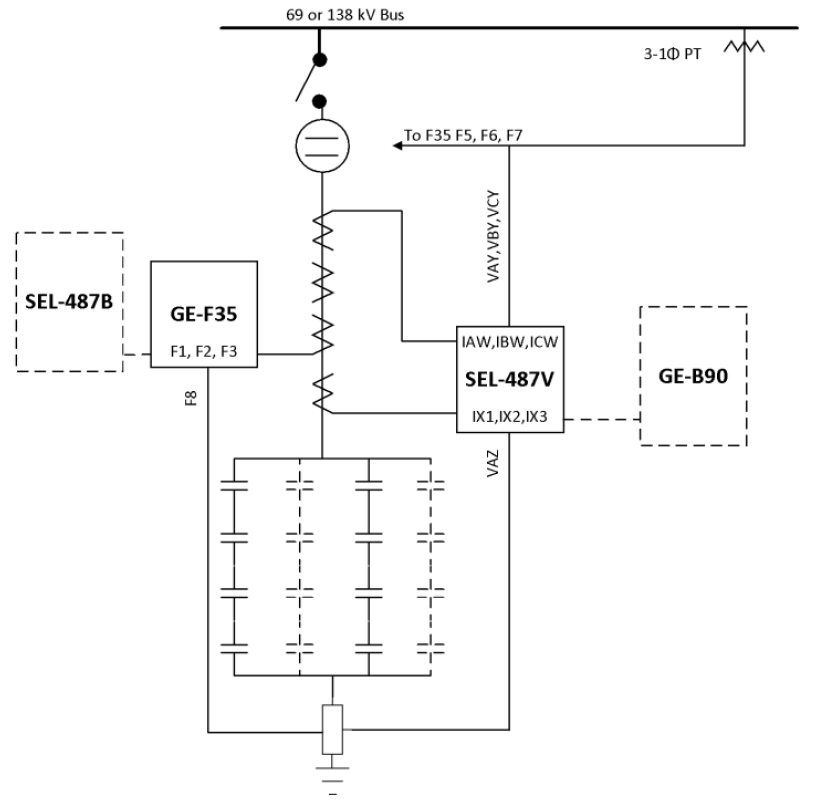 69 or 138 kV Bus
3-1Φ PT
To F35 F5, F6, F7
VAY,VBY,VCY
SEL-487B
GE-F35
F1, F2, F3
IAW,IBW,ICW
SEL-487V
IX1,IX2,IX3
GE-B90
F8
VAZ